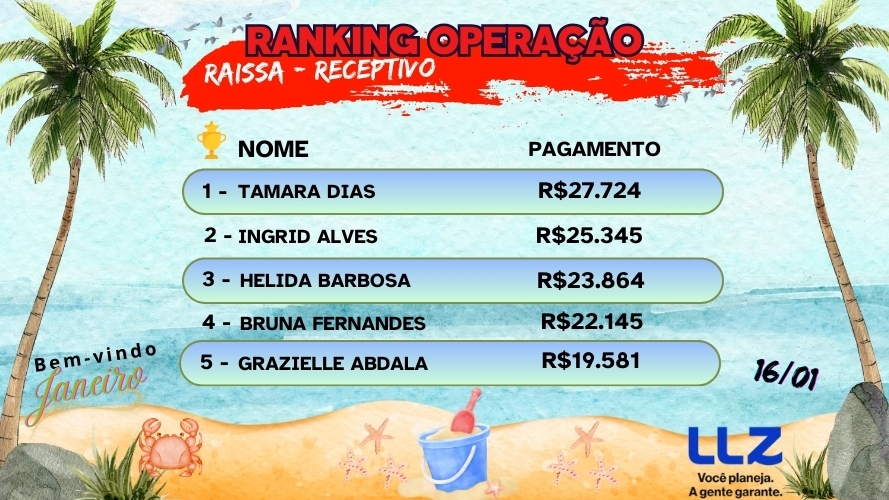 RANKING OPERAÇÃO
RAISSA - RECEPTIVO
NOME PAGAMENTO
1 - TAMARA DIAS R$27.724
2 - INGRID ALVES R$25.345
3 - HELIDA BARBOSA R$23.864
4 - BRUNA FERNANDES R$22.145
5 - GRAZIELLE ABDALA R$19.581
Bem-vindo
Janeiro
16/01
LLZ
Você planeja.
A gente garante.